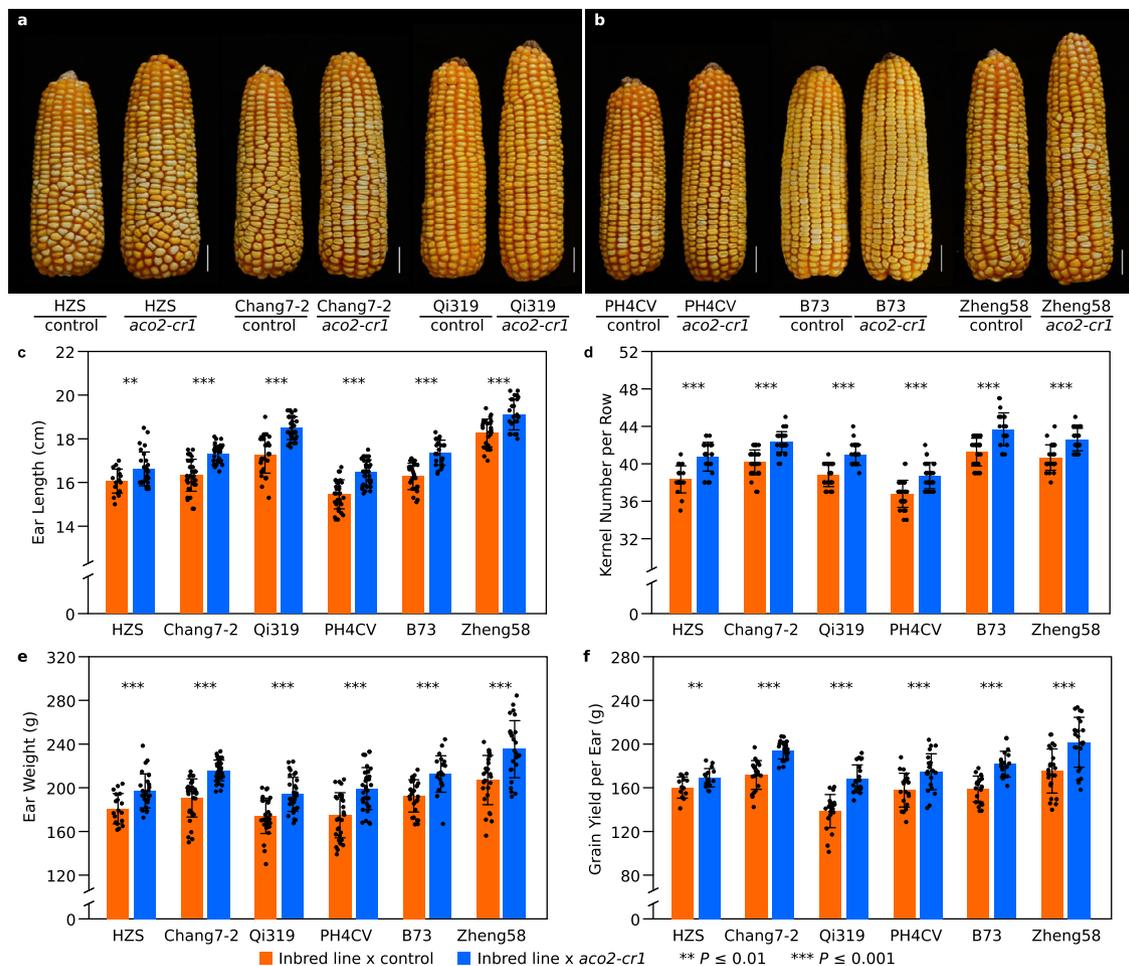 a
b
HZS HZS Chang7-2 Chang7-2 Qi319 Qi319
control aco2-cr1 control aco2-cr1 control aco2-cr1
PH4CV PH4CV B73 B73 Zheng58 Zheng58
control aco2-cr1 control aco2-cr1 control aco2-cr1
c
Ear Length (cm)
22
20
18
16
14
0
** *** *** *** *** ***
HZS Chang7-2 Qi319 PH4CV B73 Zheng58
d
Kernel Number per Row
52
48
44
40
36
32
0
*** *** *** *** *** ***
HZS Chang7-2 Qi319 PH4CV B73 Zheng58
e
Ear Weight (g)
320
280
240
200
160
120
0
*** *** *** *** *** ***
HZS Chang7-2 Qi319 PH4CV B73 Zheng58
f
Grain Yield per Ear (g)
280
240
200
160
120
80
0
** *** *** *** *** ***
HZS Chang7-2 Qi319 PH4CV B73 Zheng58
Inbred line x control Inbred line x aco2-cr1 ** P ≤ 0.01 *** P ≤ 0.001